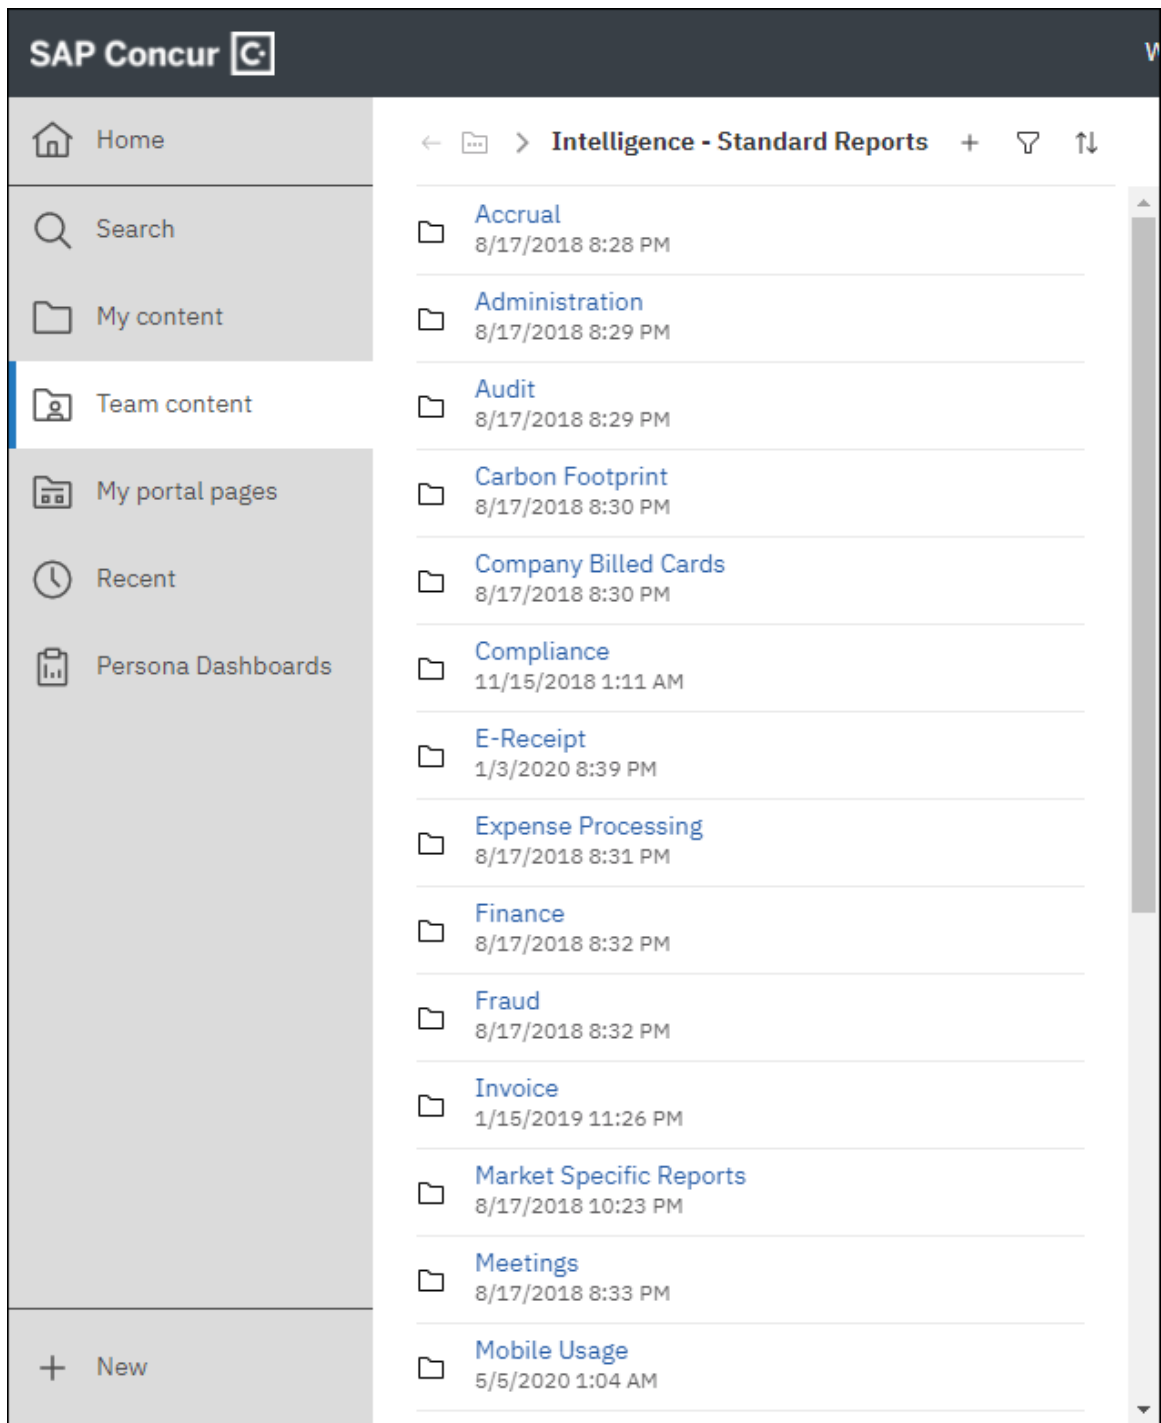 SAP Concur C
W
Home
Search
My content
Team content
My portal pages
Recent
Persona Dashboards
New
Intelligence - Standard Reports
Accrual
8/17/2018 8:28 PM
Administration
8/17/2018 8:29 PM
Audit
8/17/2018 8:29 PM
Carbon Footprint
8/17/2018 8:30 PM
Company Billed Cards
8/17/2018 8:30 PM
Compliance
11/15/2018 1:11 AM
E-Receipt
1/3/2020 8:39 PM
Expense Processing
8/17/2018 8:31 PM
Finance
8/17/2018 8:32 PM
Fraud
8/17/2018 8:32 PM
Invoice
1/15/2019 11:26 PM
Market Specific Reports
8/17/2018 10:23 PM
Meetings
8/17/2018 8:33 PM
Mobile Usage
5/5/2020 1:04 AM